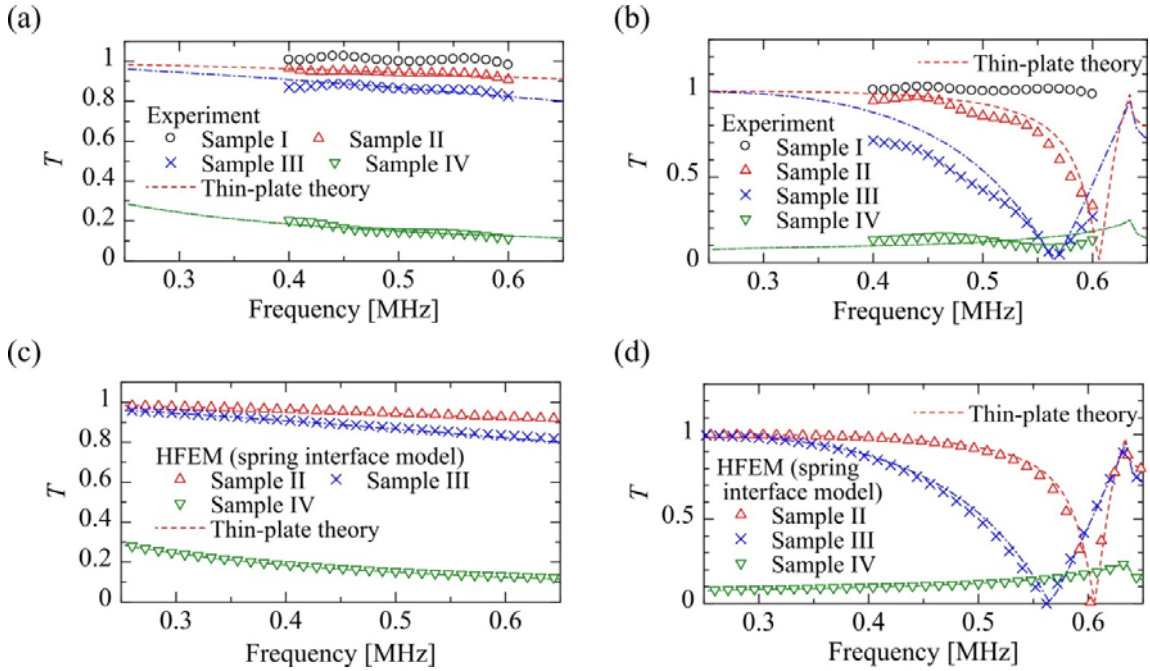 (a)
1
0.8
0.6
0.4
0.2
0
T
Experiment
Sample I
Sample II
Sample III
Sample IV
Thin-plate theory
0.3
0.4
0.5
0.6
Frequency [MHz]
(b)
1
0.5
0
T
Thin-plate theory
Experiment
Sample I
Sample II
Sample III
Sample IV
0.3
0.4
0.5
0.6
Frequency [MHz]
(c)
1
0.8
0.6
0.4
0.2
0
T
HFEM (spring interface model)
Sample II
Sample III
Sample IV
Thin-plate theory
0.3
0.4
0.5
0.6
Frequency [MHz]
(d)
1
0.5
0
T
Thin-plate theory
HFEM (spring
interface model)
Sample II
Sample III
Sample IV
0.3
0.4
0.5
0.6
Frequency [MHz]